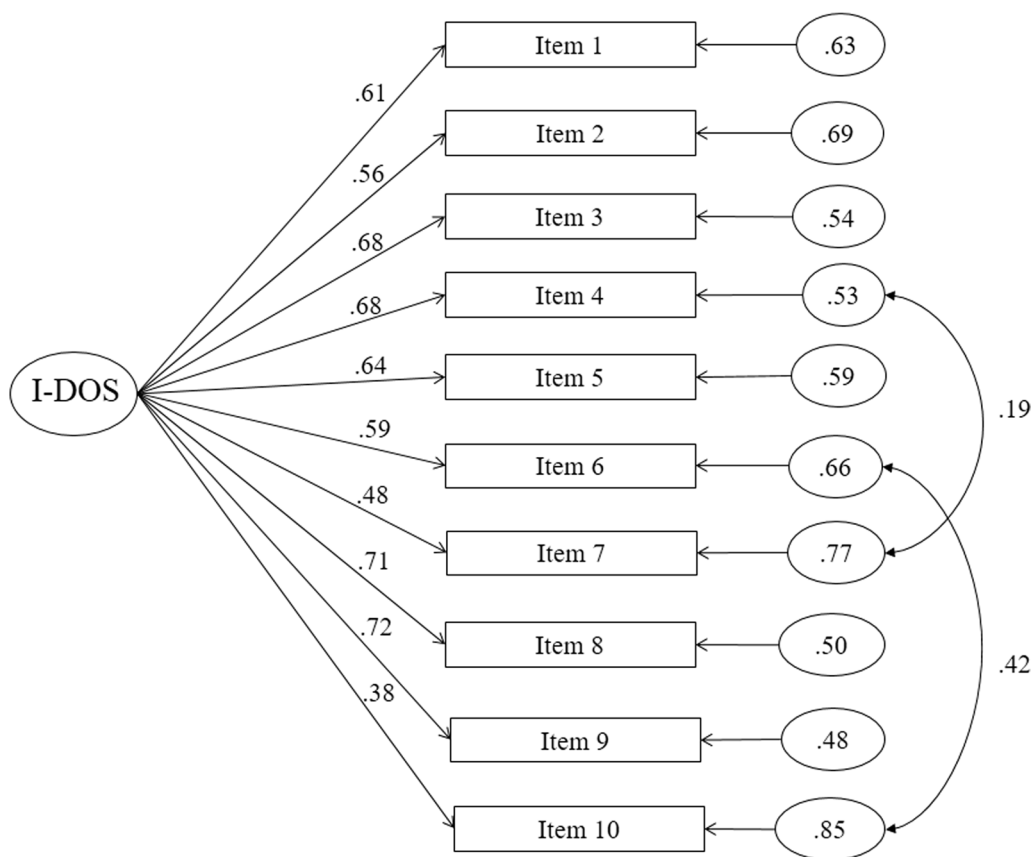 Item 1
.63
.61
Item 2
.69
.56
Item 3
.54
.68
Item 4
.53
.68
I-DOS
Item 5
.59
.64
.19
Item 6
.66
.59
Item 7
.77
.48
Item 8
.50
.71
.42
Item 9
.48
.72
Item 10
.85
.38